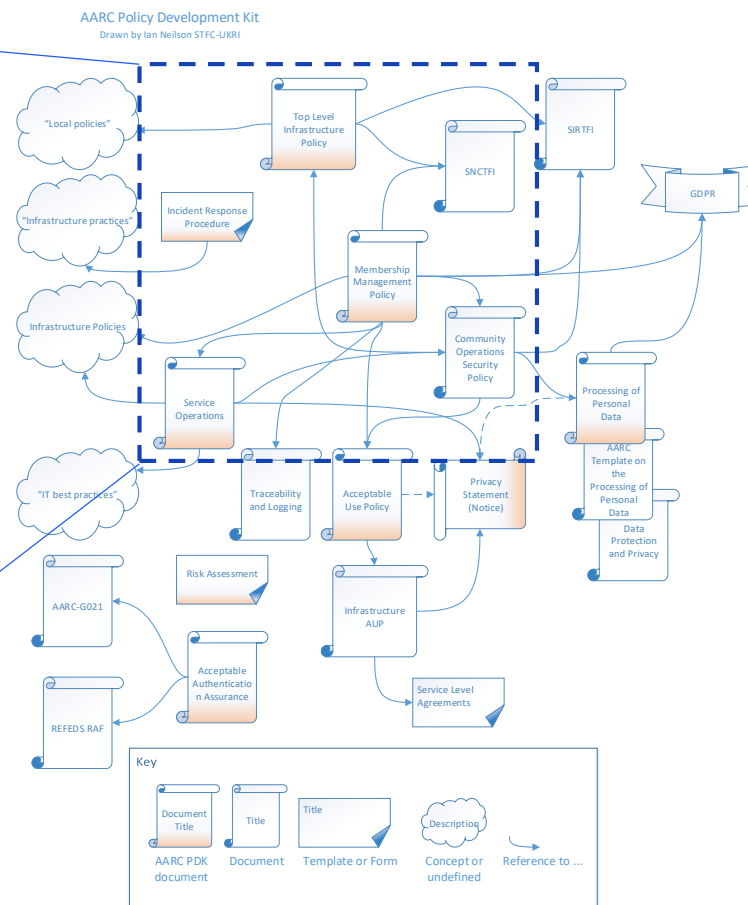 AARC Policy Development Kit
Drawn by Ian Neilson STFC-UKRI
"Local policies"
Top Level
Infrastructure
Policy
SIRTFI
SNCTFI
GDPR
"Infrastructure practices"
Incident Response
Procedure
Membership
Management
Policy
Infrastructure Policies
Community
Operations
Security
Policy
Service
Operations
Processing of
Personal
Data
AARC
Template on
the
Processing of
Personal
Data
Data
Protection
and Privacy
"IT best practices"
Traceability
and Logging
Acceptable
Use Policy
Privacy
Statement
(Notice)
Risk Assessment
AARC-G021
Infrastructure
AUP
Acceptable
Authenticatio
n Assurance
Service Level
Agreements
REFEDS RAF
Key
Document
Title
Title
Title
Description
AARC PDK
document
Document
Template or Form
Concept or
undefined
Reference to ...